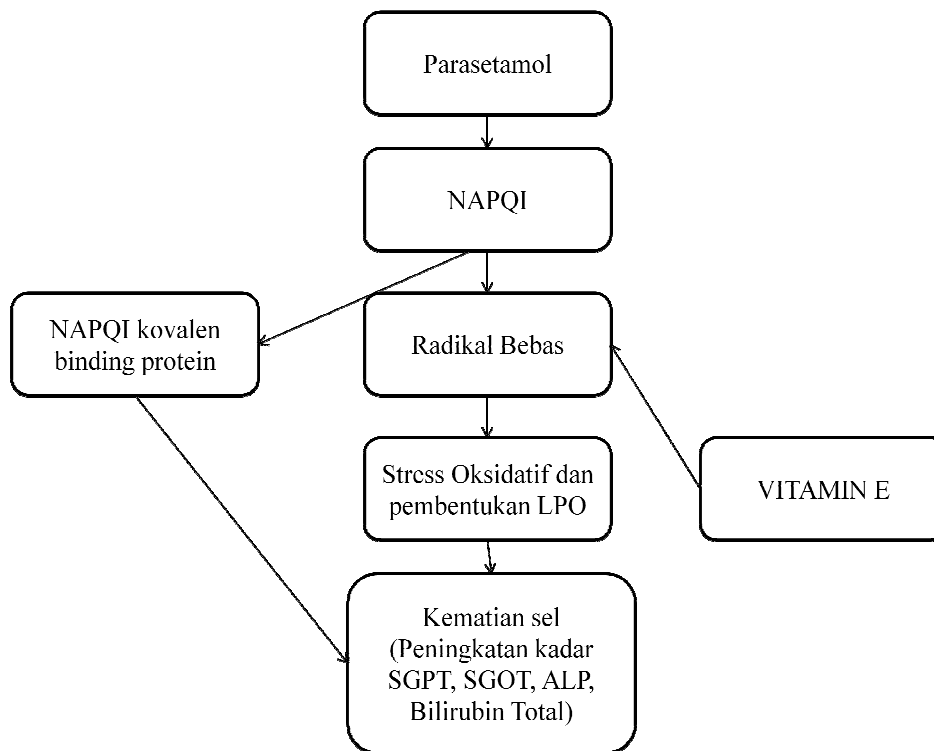 Parasetamol
NAPQI
NAPQI kovalen
binding protein
Radikal Bebas
Stress Oksidatif dan
pembentukan LPO
VITAMIN E
Kematian sel
(Peningkatan kadar
SGPT, SGOT, ALP,
Bilirubin Total)